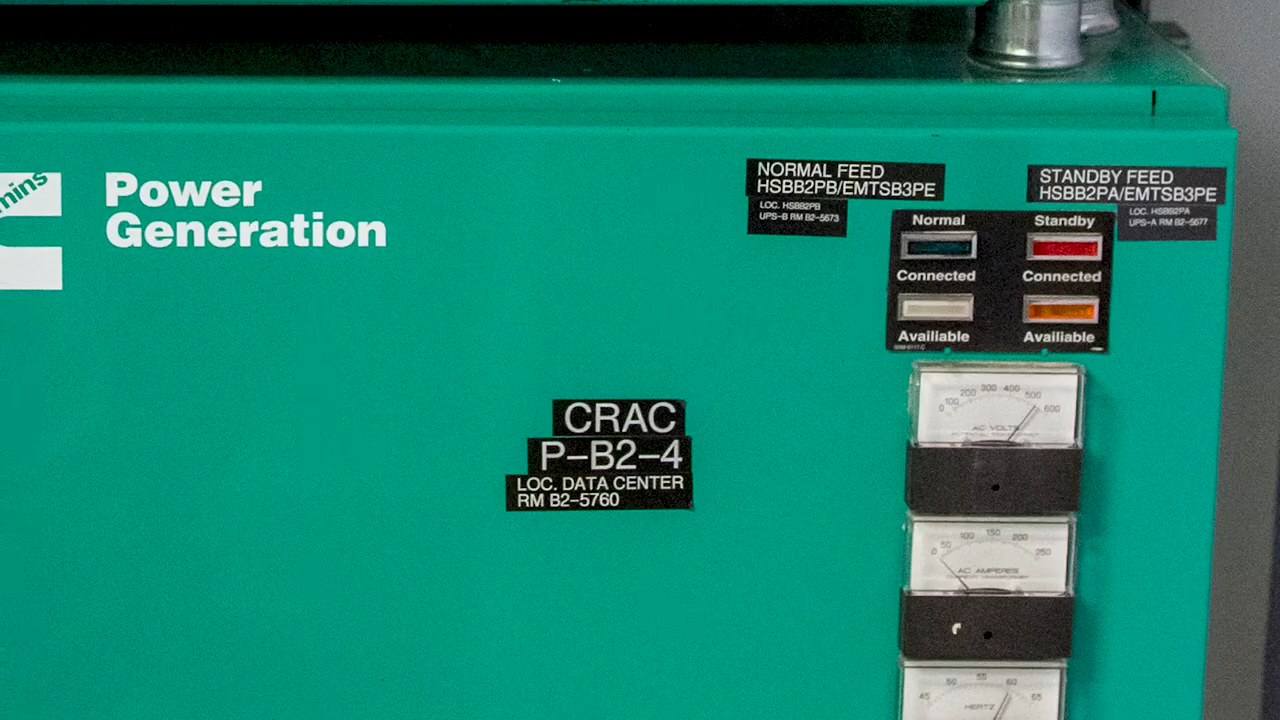 Power
Generation
NORMAL FEED
HSBB2PB/EMTSB3PE
LOC. HSBB2PB
UPS-B RM B2-5673
STANDBY FEED
HSBB2PA/EMTSB3PE
LOC. HSBB2PA
UPS-A RM B2-5677
Normal Standby
Connected Connected
Availiable Availiable
CRAC
P-B2-4
LOC. DATA CENTER
RM B2-5760
0 100 200 300 400 500 600
AC VOLTS
0 50 100 150 200 250
AC AMPERES
45 50 55 60 65
HERTZ